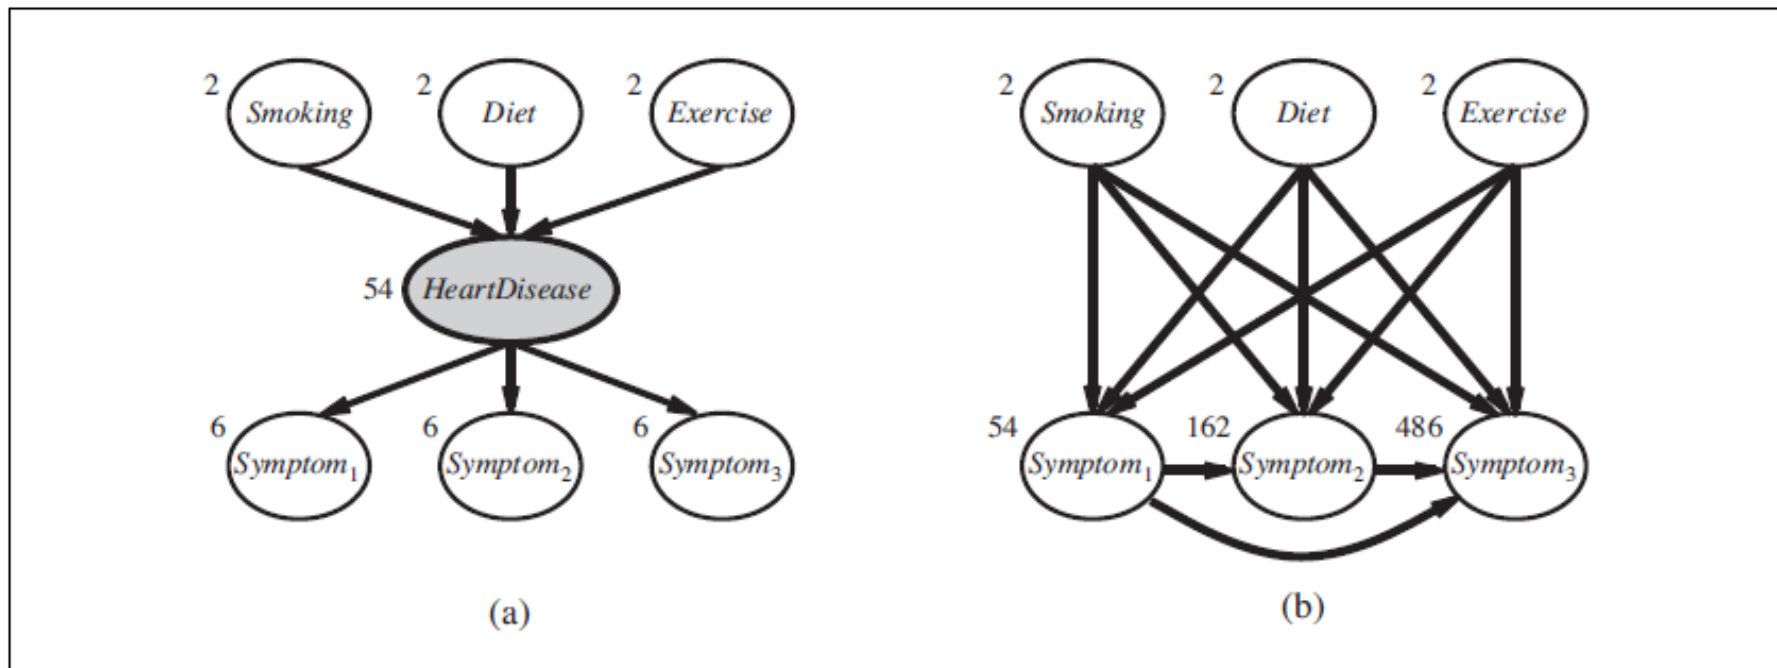 2 Smoking 2 Diet 2 Exercise
54 HeartDisease
6 Symptom₁ 6 Symptom₂ 6 Symptom₃
(a)
2 Smoking 2 Diet 2 Exercise
54 Symptom₁ 162 Symptom₂ 486 Symptom₃
(b)